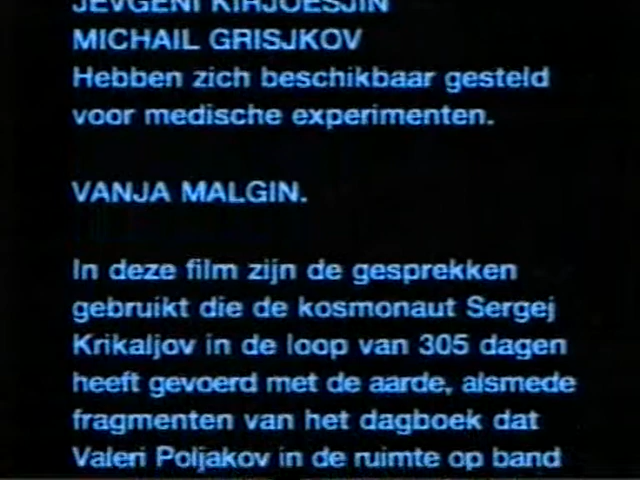 JEVGENI KIRJOESJIN
MICHAIL GRISJKOV
Hebben zich beschikbaar gesteld
voor medische experimenten.
VANJA MALGIN.
In deze film zijn de gesprekken
gebruikt die de kosmonaut Sergej
Krikaljov in de loop van 305 dagen
heeft gevoerd met de aarde, alsmede
fragmenten van het dagboek dat
Valeri Poljakov in de ruimte op band